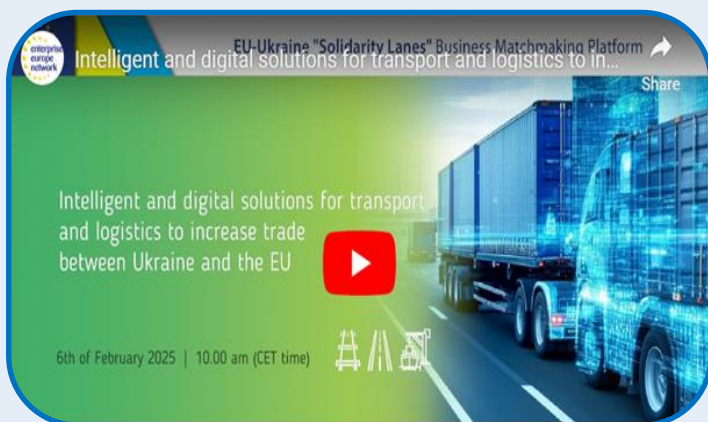 enterprise
europe
network
EU-Ukraine "Solidarity Lanes" Business Matchmaking Platform
Intelligent and digital solutions for transport and logistics to in...
Share
Intelligent and digital solutions for transport
and logistics to increase trade
between Ukraine and the EU
6th of February 2025 | 10.00 am (CET time)